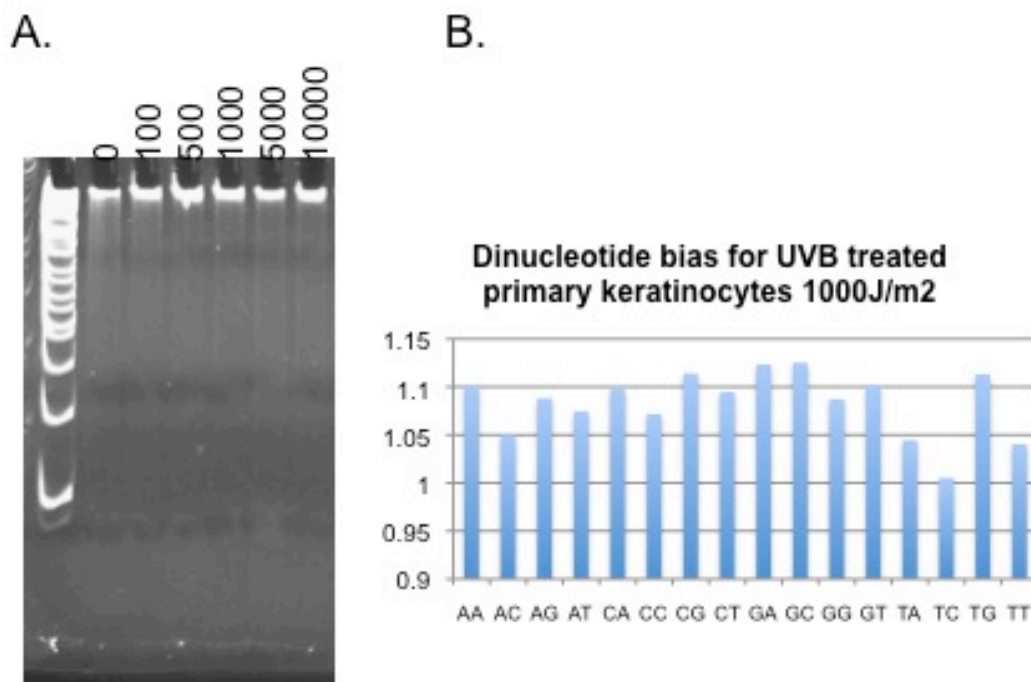 A.
B.
0
100
500
1000
5000
10000
Dinucleotide bias for UVB treated
primary keratinocytes 1000J/m2
1.15
1.1
1.05
1
0.95
0.9
AA AC AG AT CA CC CG CT GA GC GG GT TA TC TG TT